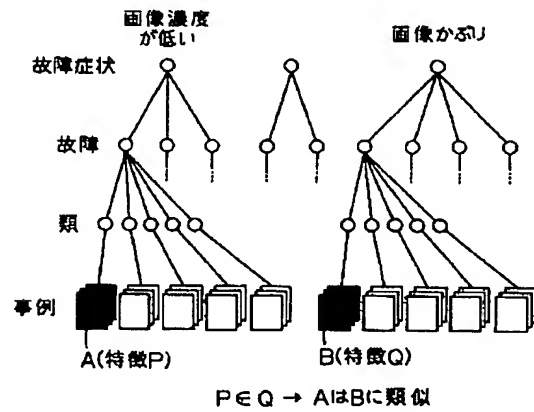 画像濃度
が低い
画像かぶり
故障症状
故障
類
事例
A(特徴P)
B(特徴Q)
P∈Q → AはBに類似